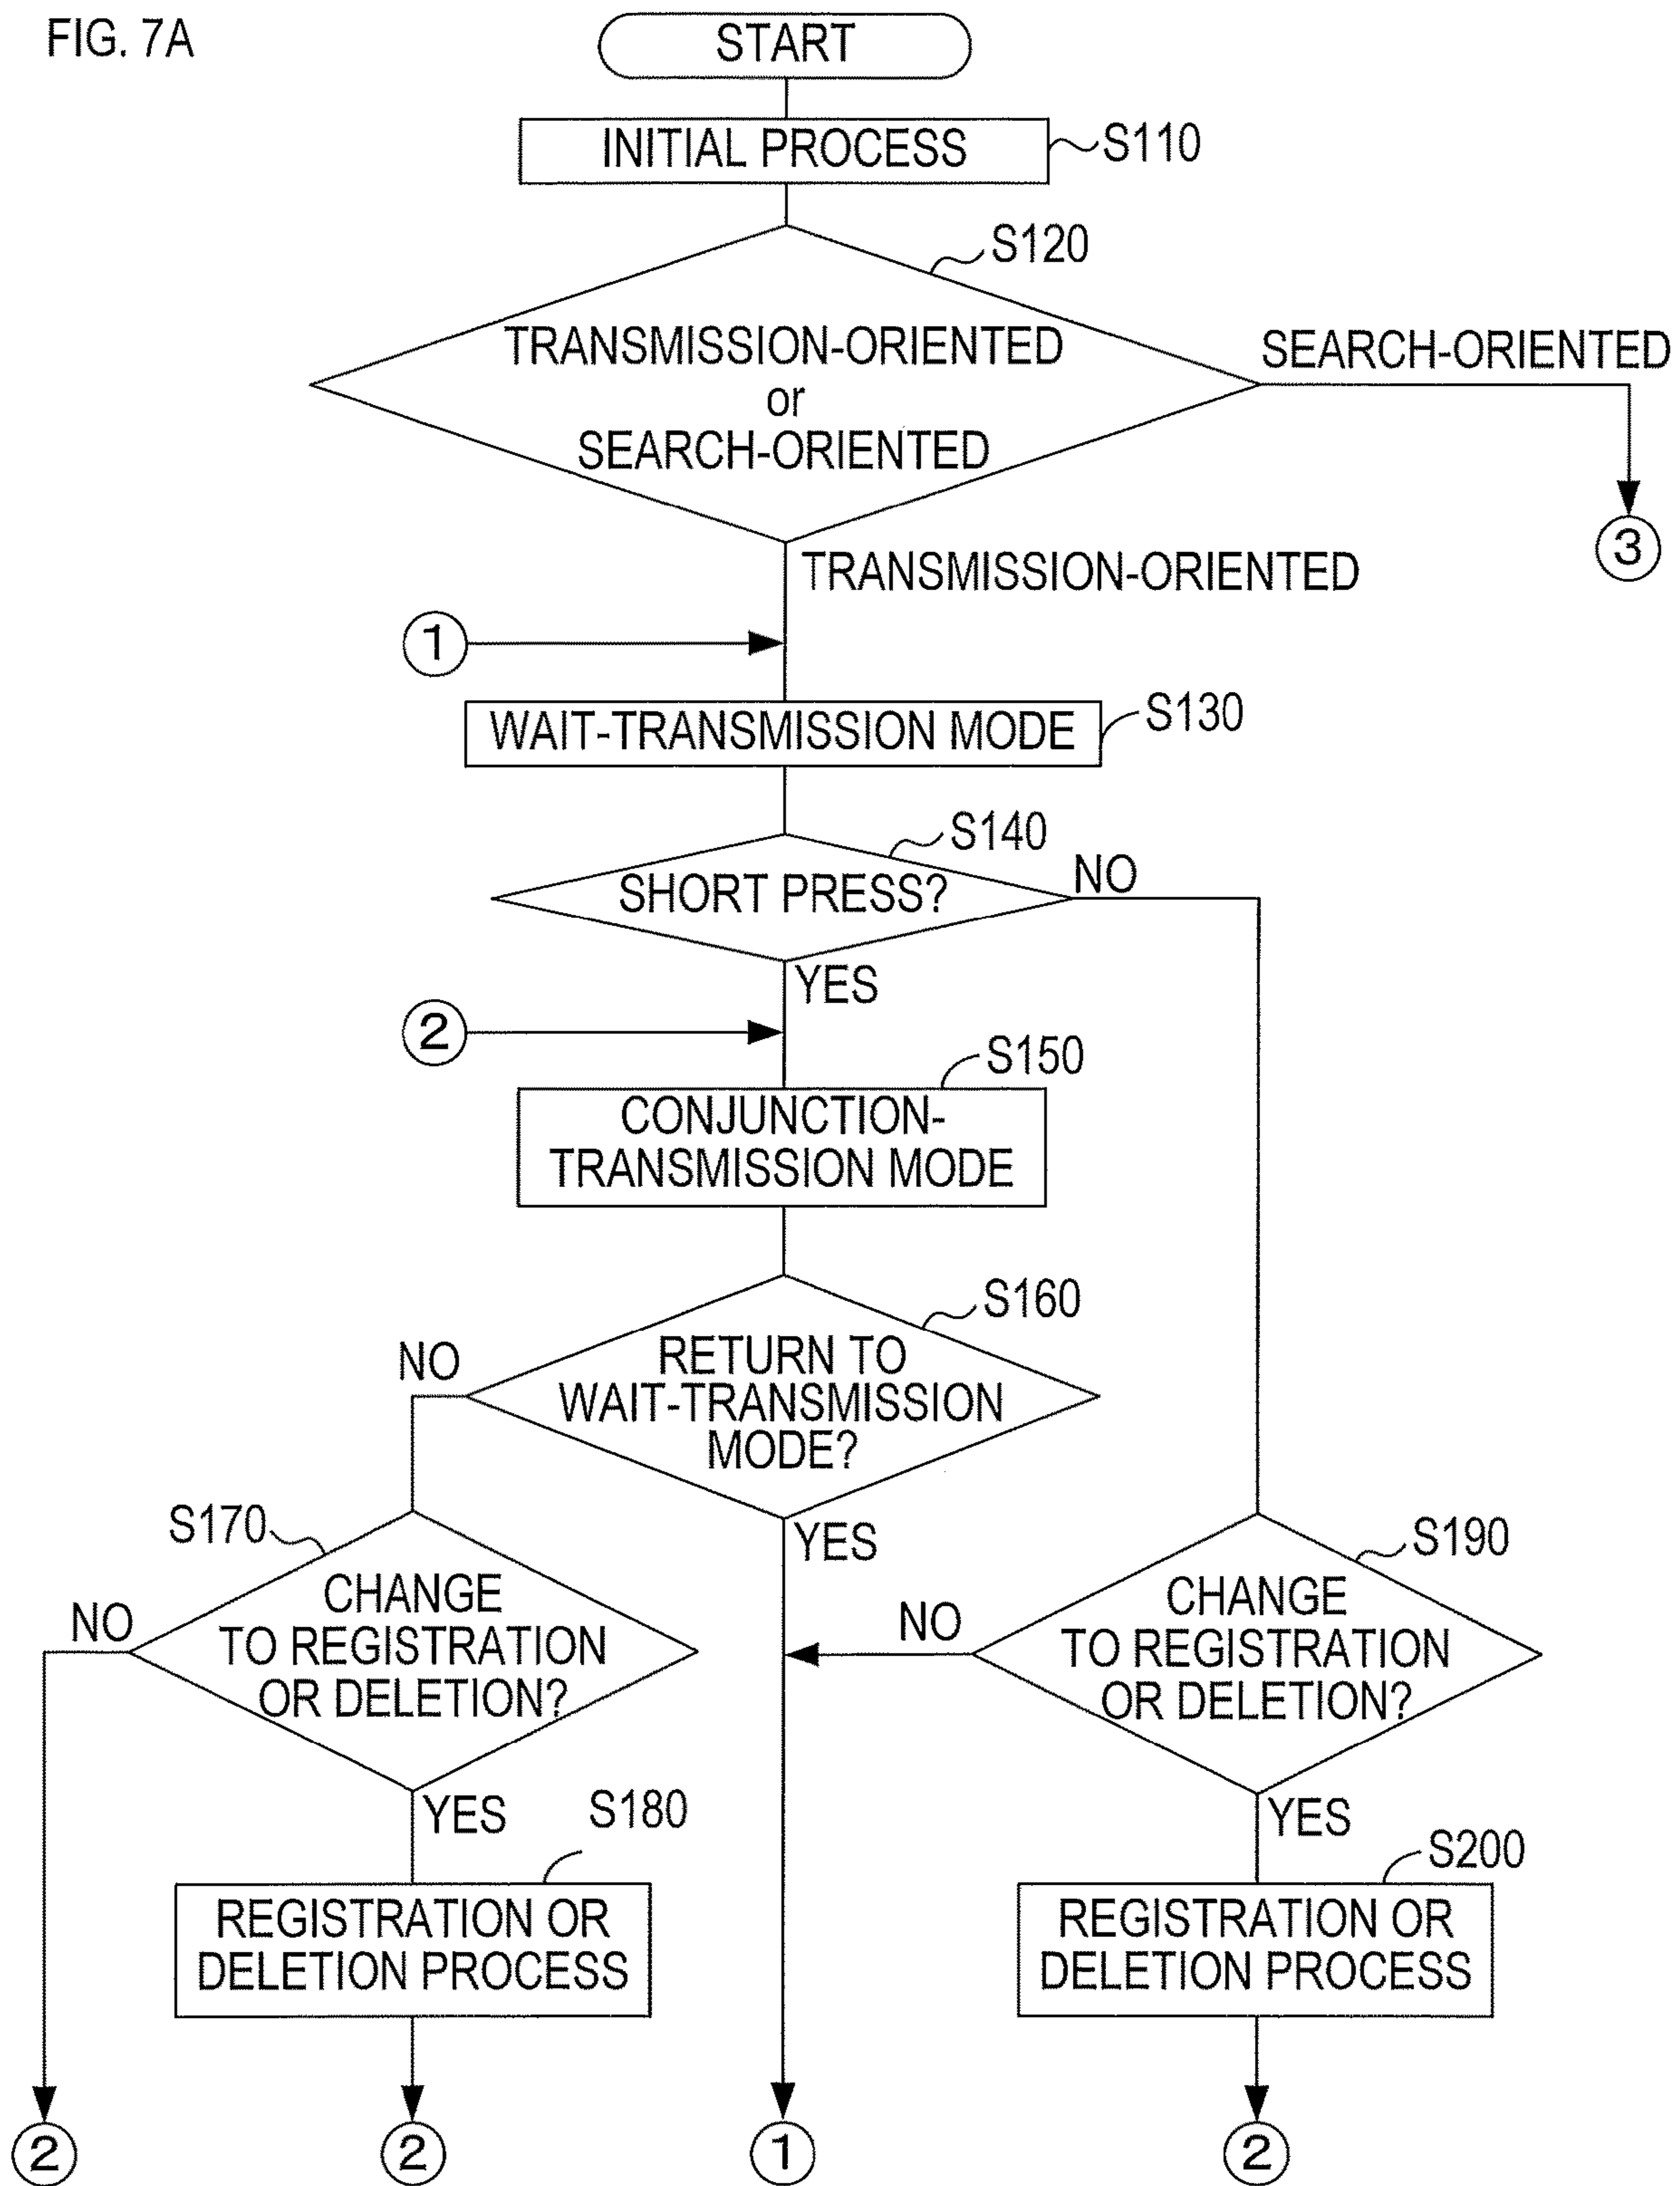 FIG. 7A
START
INITIAL PROCESS
S110
S120
TRANSMISSION-ORIENTED
or
SEARCH-ORIENTED
SEARCH-ORIENTED
3
TRANSMISSION-ORIENTED
1
WAIT-TRANSMISSION MODE
S130
S140
SHORT PRESS?
NO
YES
2
S150
CONJUNCTION-
TRANSMISSION MODE
S160
RETURN TO
WAIT-TRANSMISSION
MODE?
NO
YES
S170
CHANGE
TO REGISTRATION
OR DELETION?
NO
YES
S190
CHANGE
TO REGISTRATION
OR DELETION?
NO
YES
S180
REGISTRATION OR
DELETION PROCESS
S200
REGISTRATION OR
DELETION PROCESS
2
2
1
2